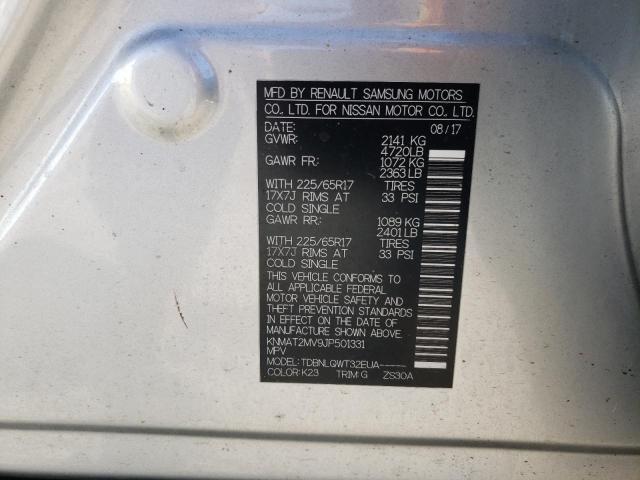 MFD BY RENAULT SAMSUNG MOTORS
CO., LTD. FOR NISSAN MOTOR CO., LTD.
DATE: 08/17
GVWR: 2141 KG
4720LB
GAWR FR: 1072 KG
2363LB
WITH 225/65R17 TIRES
17X7J RIMS AT 33 PSI
COLD SINGLE
GAWR RR: 1089 KG
2401LB
WITH 225/65R17 TIRES
17X7J RIMS AT 33 PSI
COLD SINGLE
THIS VEHICLE CONFORMS TO
ALL APPLICABLE FEDERAL
MOTOR VEHICLE SAFETY AND
THEFT PREVENTION STANDARDS
IN EFFECT ON THE DATE OF
MANUFACTURE SHOWN ABOVE.
KNMAT2MV9JP501331
MPV
MODEL: TDBNLQWT32EUA-----
COLOR: K23 TRIM: G ZS30A